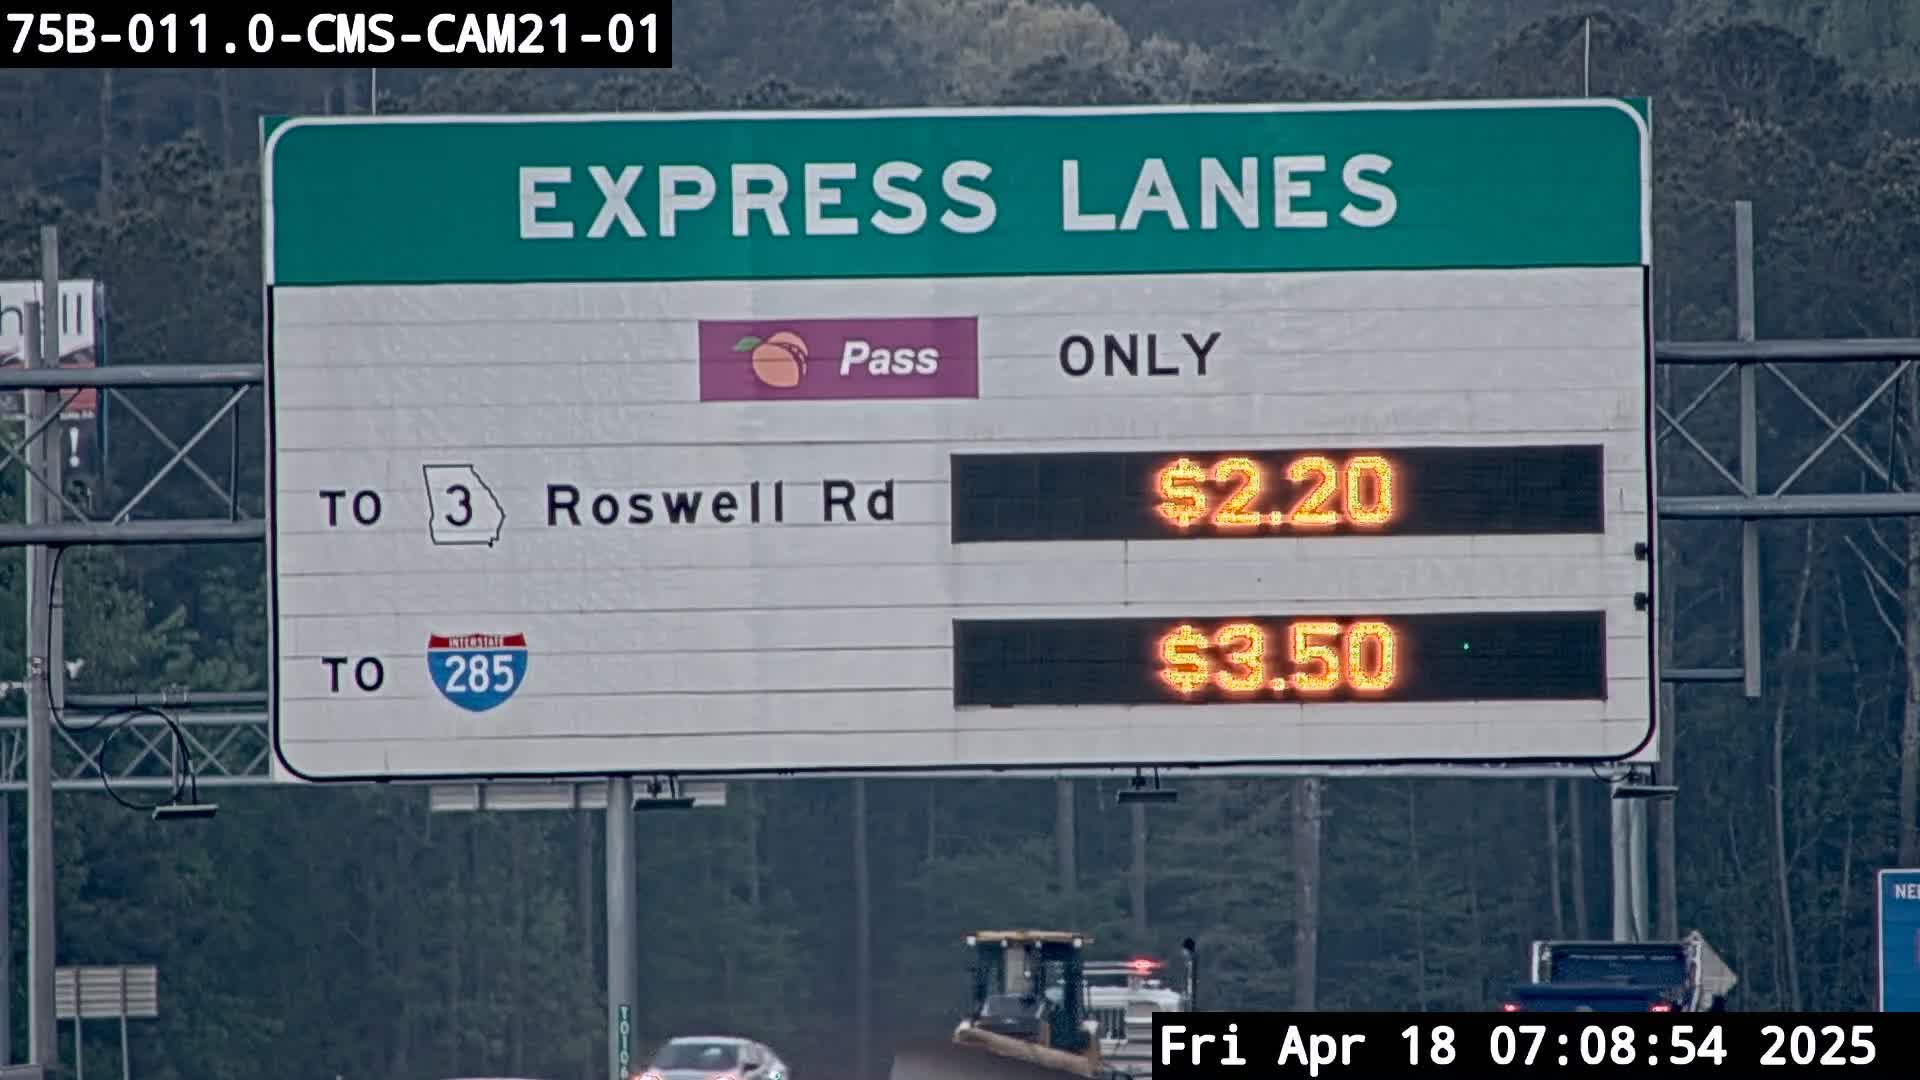 75B-011.0-CMS-CAM21-01
EXPRESS LANES
Pass ONLY
TO 3 Roswell Rd $2.20
TO INTERSTATE 285 $3.50
Fri Apr 18 07:08:54 2025